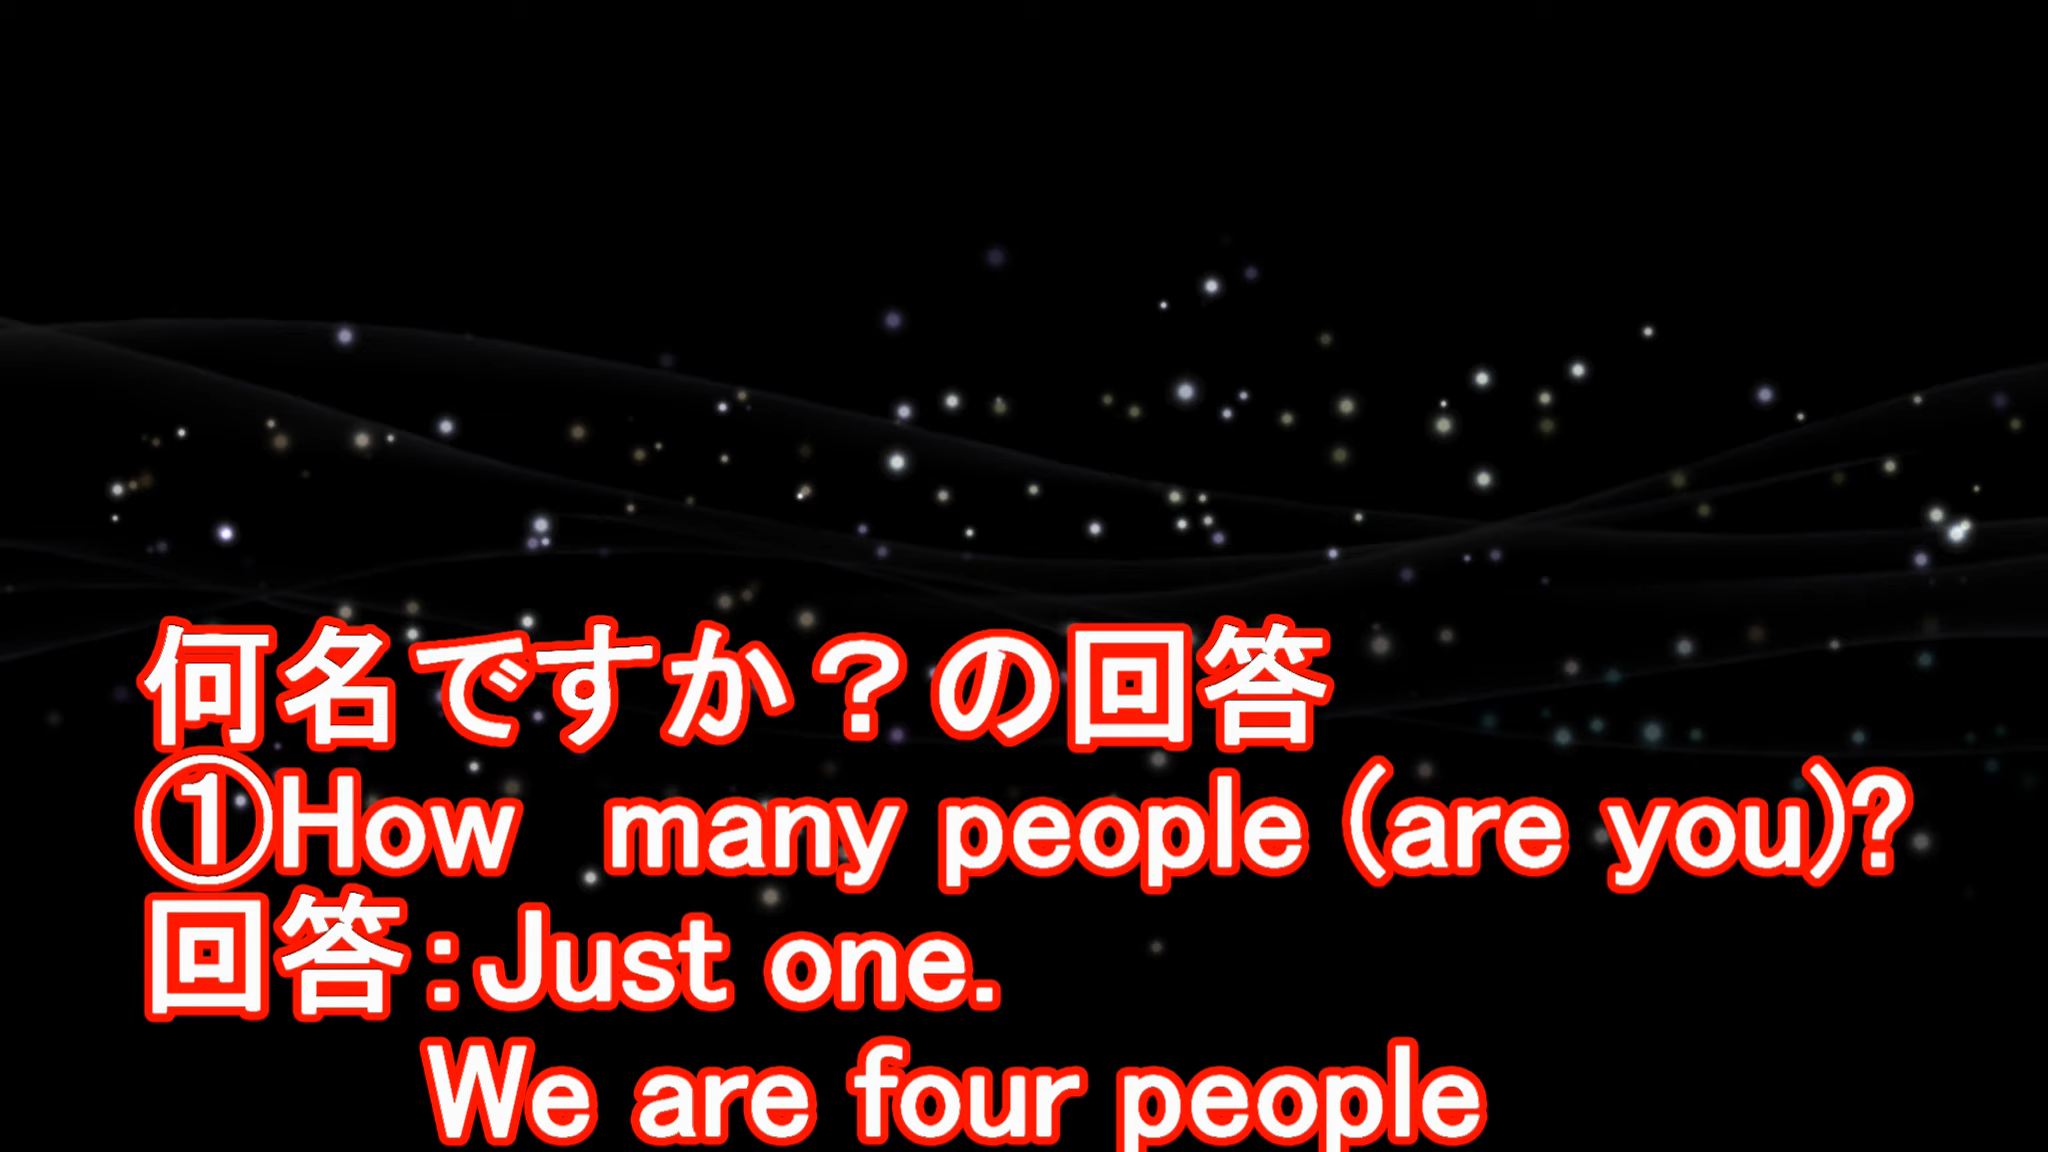 何名ですか？の回答
①How many people (are you)?
回答：Just one.
We are four people